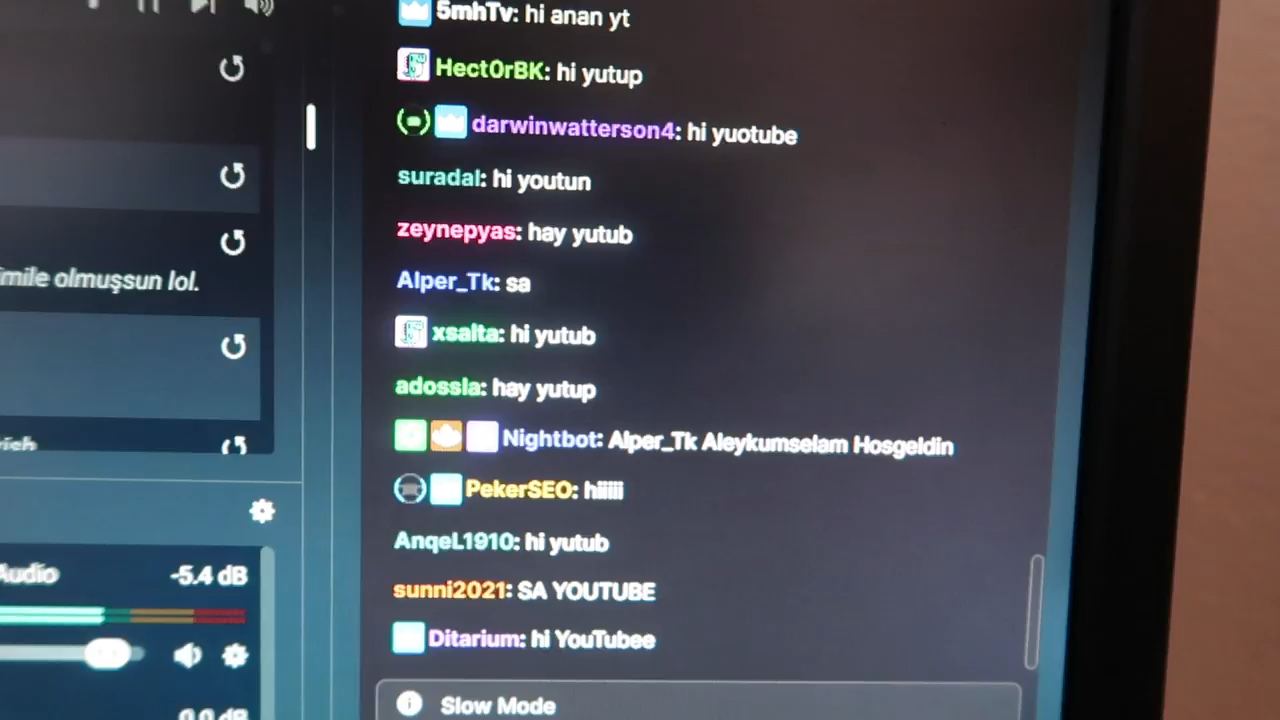 5mhTv: hi anan yt
Hect0rBK: hi yutup
darwinwatterson4: hi yuotube
suradal: hi youtun
zeynepyas: hay yutub
imile olmuşsun lol.
Alper_Tk: sa
xsalta: hi yutub
adossla: hay yutup
Nightbot: Alper_Tk Aleykumselam Hosgeldin
PekerSEO: hiiiii
AnqeL1910: hi yutub
Audio -5.4 dB
sunni2021: SA YOUTUBE
Ditarium: hi YouTubee
Slow Mode
0.0 dB